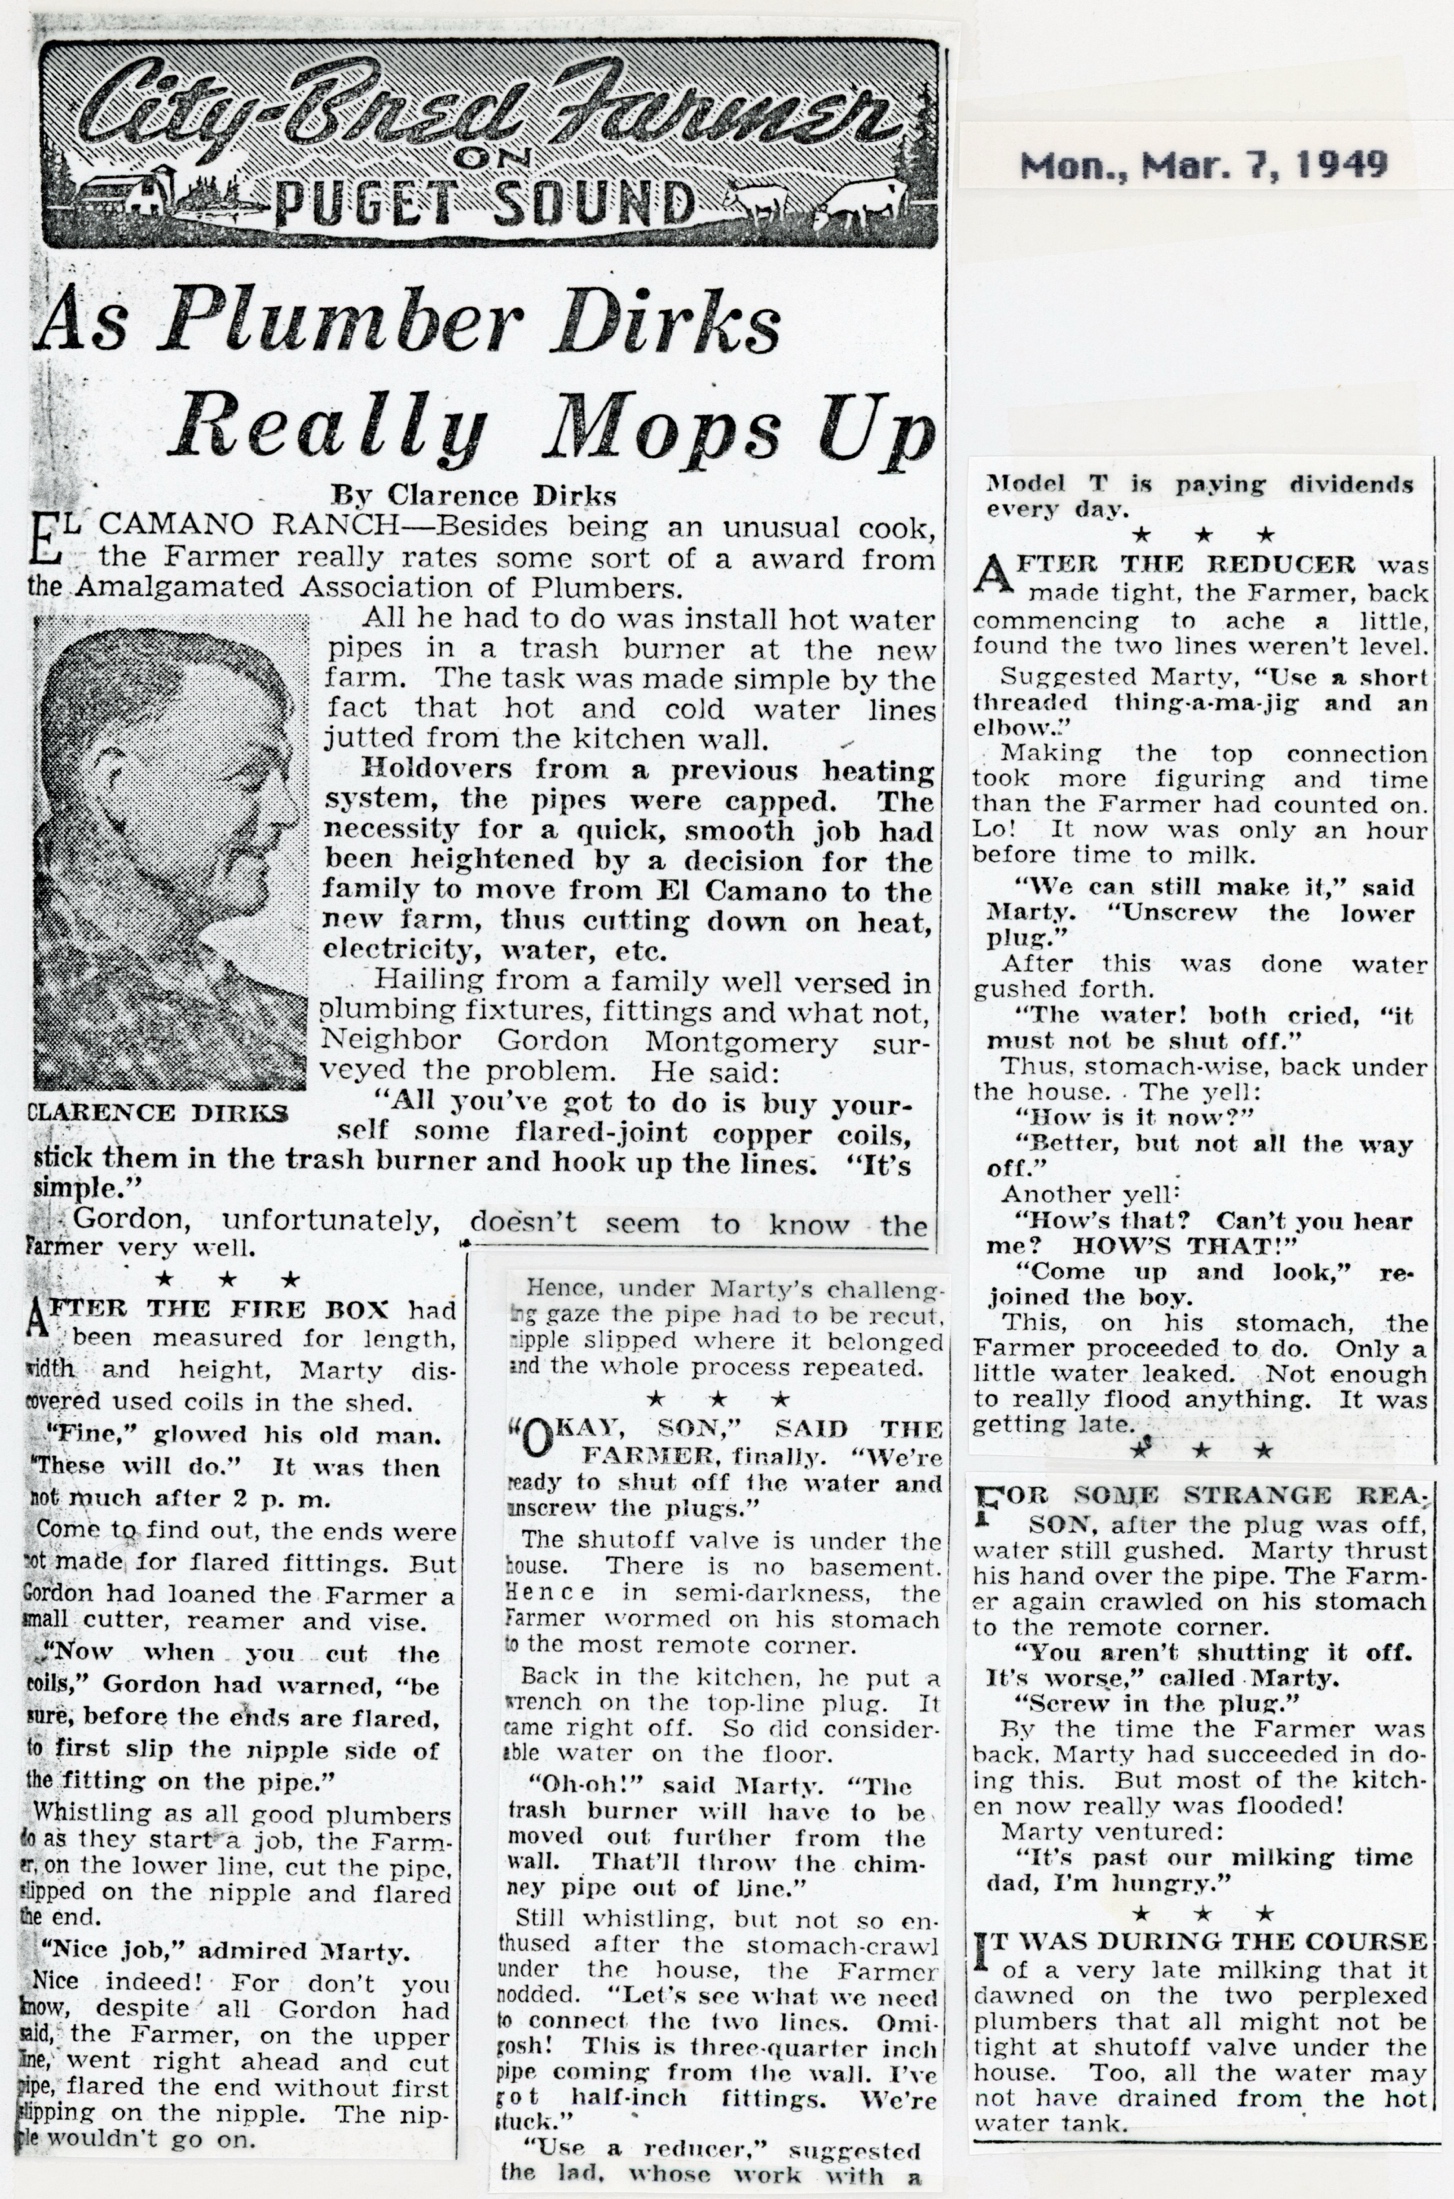 City-Bred Farmer
ON
PUGET SOUND
Mon., Mar. 7, 1949
As Plumber Dirks
Really Mops Up
By Clarence Dirks
EL CAMANO RANCH—Besides being an unusual cook,
the Farmer really rates some sort of a award from
the Amalgamated Association of Plumbers.
All he had to do was install hot water
pipes in a trash burner at the new
farm. The task was made simple by the
fact that hot and cold water lines
jutted from the kitchen wall.
Holdovers from a previous heating
system, the pipes were capped. The
necessity for a quick, smooth job had
been heightened by a decision for the
family to move from El Camano to the
new farm, thus cutting down on heat,
electricity, water, etc.
Hailing from a family well versed in
plumbing fixtures, fittings and what not,
Neighbor Gordon Montgomery sur-
veyed the problem. He said:
"All you've got to do is buy your-
CLARENCE DIRKS
self some flared-joint copper coils,
stick them in the trash burner and hook up the lines. "It's
simple."
Gordon, unfortunately, doesn't seem to know the
Farmer very well.
★ ★ ★
AFTER THE FIRE BOX had
been measured for length,
width and height, Marty dis-
covered used coils in the shed.
"Fine," glowed his old man.
"These will do." It was then
not much after 2 p. m.
Come to find out, the ends were
not made for flared fittings. But
Gordon had loaned the Farmer a
small cutter, reamer and vise.
"Now when you cut the
coils," Gordon had warned, "be
sure, before the ends are flared,
to first slip the nipple side of
the fitting on the pipe."
Whistling as all good plumbers
do as they start a job, the Farm-
er, on the lower line, cut the pipe,
slipped on the nipple and flared
the end.
"Nice job," admired Marty.
Nice indeed! For don't you
know, despite all Gordon had
said, the Farmer, on the upper
line, went right ahead and cut
pipe, flared the end without first
slipping on the nipple. The nip-
ple wouldn't go on.
Hence, under Marty's challeng-
ing gaze the pipe had to be recut,
nipple slipped where it belonged
and the whole process repeated.
★ ★ ★
"OKAY, SON," SAID THE
FARMER, finally. "We're
ready to shut off the water and
unscrew the plugs."
The shutoff valve is under the
house. There is no basement.
Hence in semi-darkness, the
Farmer wormed on his stomach
to the most remote corner.
Back in the kitchen, he put a
wrench on the top-line plug. It
came right off. So did consider-
able water on the floor.
"Oh-oh!" said Marty. "The
trash burner will have to be
moved out further from the
wall. That'll throw the chim-
ney pipe out of line."
Still whistling, but not so en-
thused after the stomach-crawl
under the house, the Farmer
nodded. "Let's see what we need
to connect the two lines. Omi-
gosh! This is three-quarter inch
pipe coming from the wall. I've
got half-inch fittings. We're
stuck."
"Use a reducer," suggested
the lad, whose work with a
Model T is paying dividends
every day.
★ ★ ★
AFTER THE REDUCER was
made tight, the Farmer, back
commencing to ache a little,
found the two lines weren't level.
Suggested Marty, "Use a short
threaded thing-a-ma-jig and an
elbow."
Making the top connection
took more figuring and time
than the Farmer had counted on.
Lo! It now was only an hour
before time to milk.
"We can still make it," said
Marty. "Unscrew the lower
plug."
After this was done water
gushed forth.
"The water! both cried, "it
must not be shut off."
Thus, stomach-wise, back under
the house. The yell:
"How is it now?"
"Better, but not all the way
off."
Another yell:
"How's that? Can't you hear
me? HOW'S THAT!"
"Come up and look," re-
joined the boy.
This, on his stomach, the
Farmer proceeded to do. Only a
little water leaked. Not enough
to really flood anything. It was
getting late.
★ ★ ★
FOR SOME STRANGE REA-
SON, after the plug was off,
water still gushed. Marty thrust
his hand over the pipe. The Farm-
er again crawled on his stomach
to the remote corner.
"You aren't shutting it off.
It's worse," called Marty.
"Screw in the plug."
By the time the Farmer was
back, Marty had succeeded in do-
ing this. But most of the kitch-
en now really was flooded!
Marty ventured:
"It's past our milking time
dad, I'm hungry."
★ ★ ★
IT WAS DURING THE COURSE
of a very late milking that it
dawned on the two perplexed
plumbers that all might not be
tight at shutoff valve under the
house. Too, all the water may
not have drained from the hot
water tank.